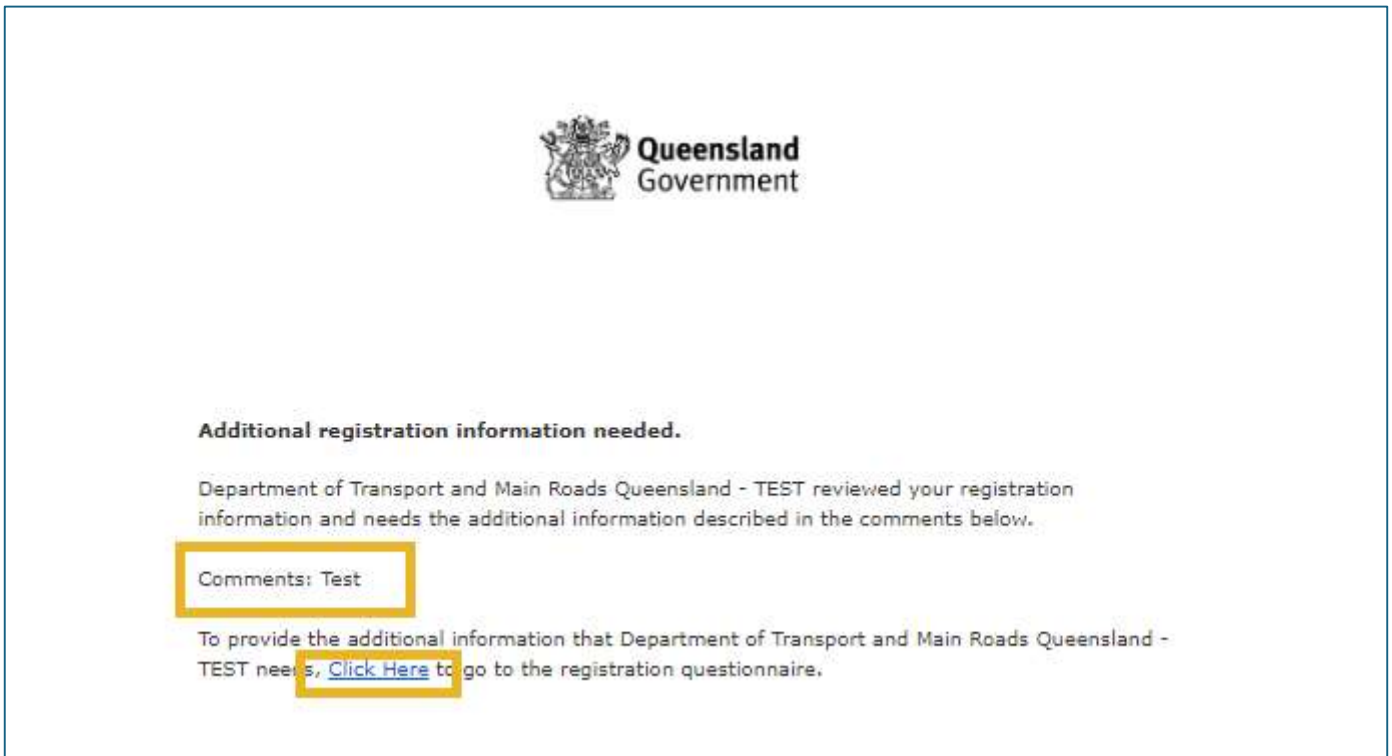 Queensland
Government
Additional registration information needed.
Department of Transport and Main Roads Queensland - TEST reviewed your registration
information and needs the additional information described in the comments below.
Comments: Test
To provide the additional information that Department of Transport and Main Roads Queensland -
TEST needs, Click Here to go to the registration questionnaire.